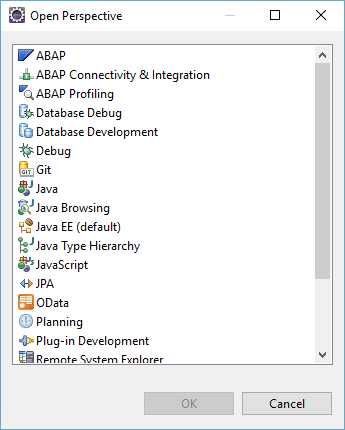 Open Perspective
ABAP
ABAP Connectivity & Integration
ABAP Profiling
Database Debug
Database Development
Debug
GIT Git
Java
Java Browsing
Java EE (default)
Java Type Hierarchy
JavaScript
JPA
OData
Planning
Plug-in Development
Remote System Explorer
OK
Cancel